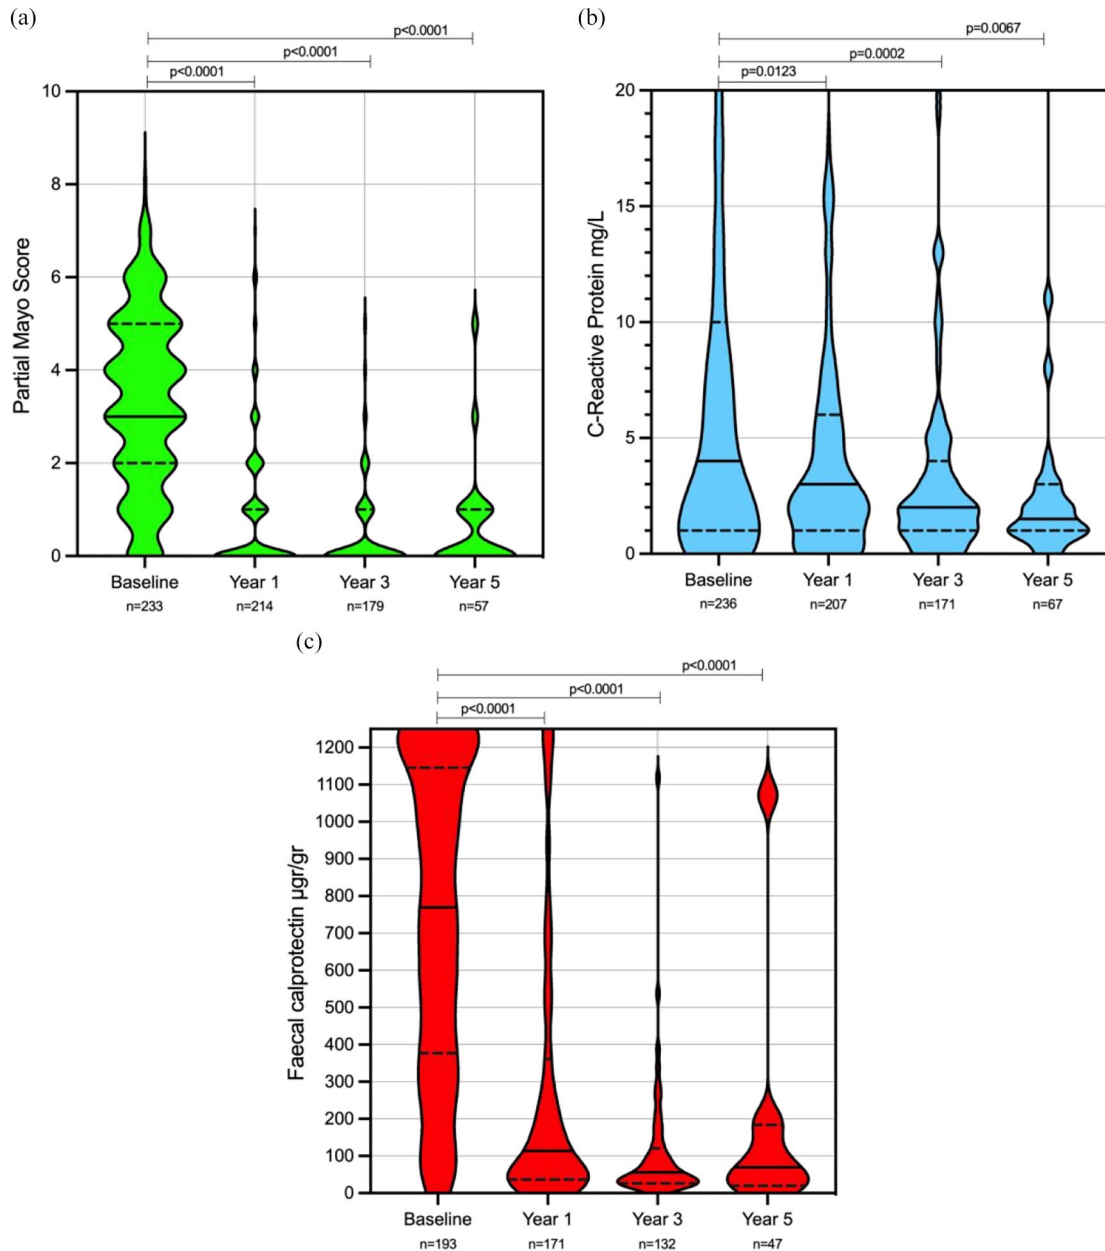 (a)
p<0.0001
p<0.0001
p<0.0001
10
8
6
4
2
0
Partial Mayo Score
Baseline Year 1 Year 3 Year 5
n=233 n=214 n=179 n=57
(b)
p=0.0067
p=0.0002
p=0.0123
20
15
10
5
0
C-Reactive Protein mg/L
Baseline Year 1 Year 3 Year 5
n=236 n=207 n=171 n=67
(c)
p<0.0001
p<0.0001
p<0.0001
1200
1100
1000
900
800
700
600
500
400
300
200
100
0
Faecal calprotectin µgr/gr
Baseline Year 1 Year 3 Year 5
n=193 n=171 n=132 n=47